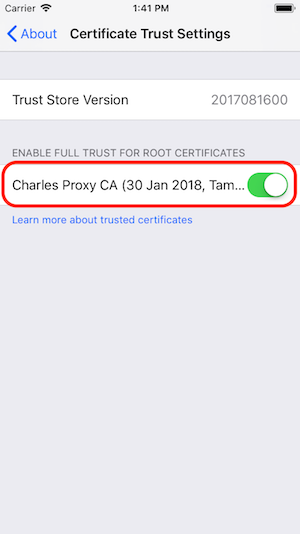 Carrier 1:41 PM
About Certificate Trust Settings
Trust Store Version 2017081600
ENABLE FULL TRUST FOR ROOT CERTIFICATES
Charles Proxy CA (30 Jan 2018, Tam...
Learn more about trusted certificates